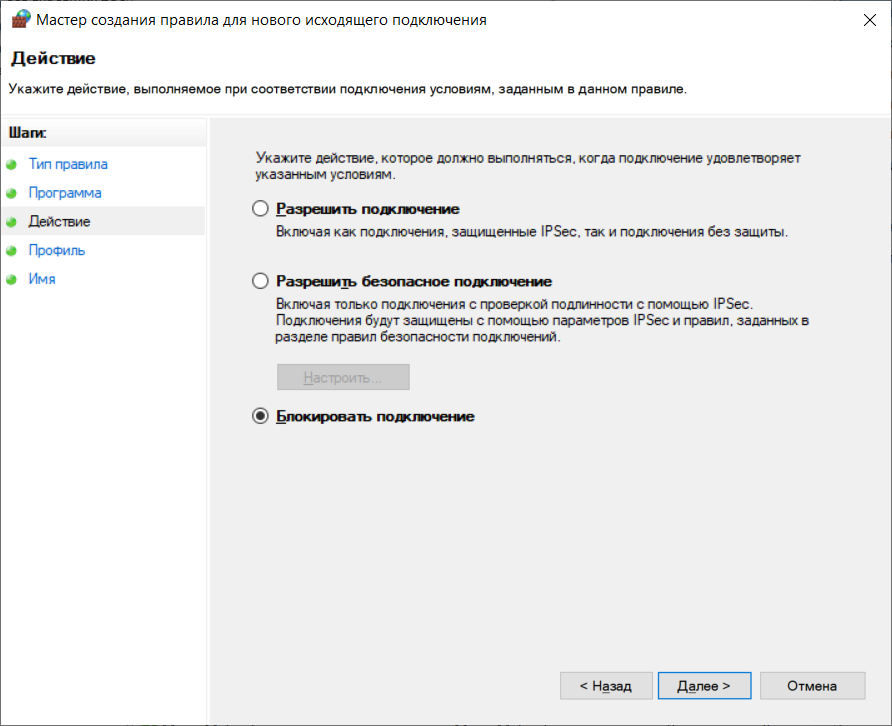 Мастер создания правила для нового исходящего подключения
Действие
Укажите действие, выполняемое при соответствии подключения условиям, заданным в данном правиле.
Шаги:
Тип правила
Программа
Действие
Профиль
Имя
Укажите действие, которое должно выполняться, когда подключение удовлетворяет
указанным условиям.
Разрешить подключение
Включая как подключения, защищенные IPSec, так и подключения без защиты.
Разрешить безопасное подключение
Включая только подключения с проверкой подлинности с помощью IPSec.
Подключения будут защищены с помощью параметров IPSec и правил, заданных в
разделе правил безопасности подключений.
Настроить...
Блокировать подключение
< Назад
Далее >
Отмена